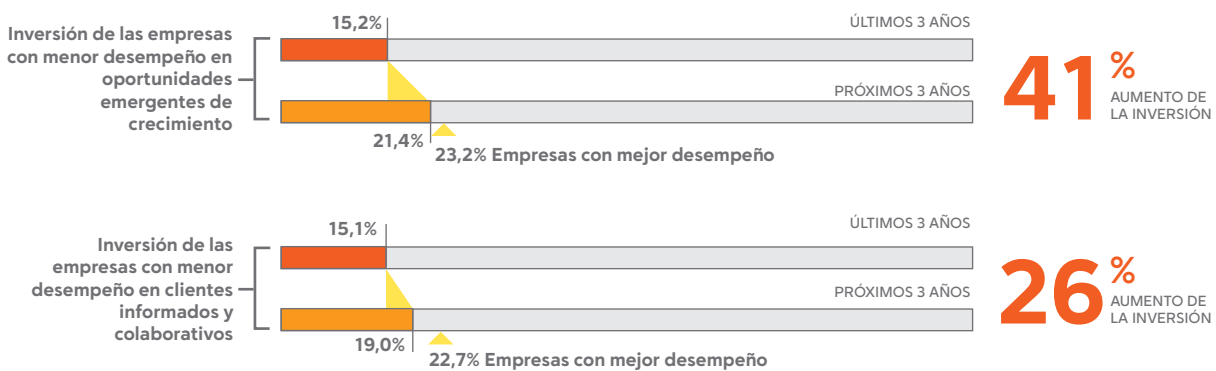 Inversión de las empresas
con menor desempeño en
oportunidades
emergentes de
crecimiento
15,2%
ÚLTIMOS 3 AÑOS
PRÓXIMOS 3 AÑOS
21,4%
23,2% Empresas con mejor desempeño
41%
AUMENTO DE
LA INVERSIÓN
Inversión de las
empresas con menor
desempeño en clientes
informados y
colaborativos
15,1%
ÚLTIMOS 3 AÑOS
PRÓXIMOS 3 AÑOS
19,0%
22,7% Empresas con mejor desempeño
26%
AUMENTO DE
LA INVERSIÓN